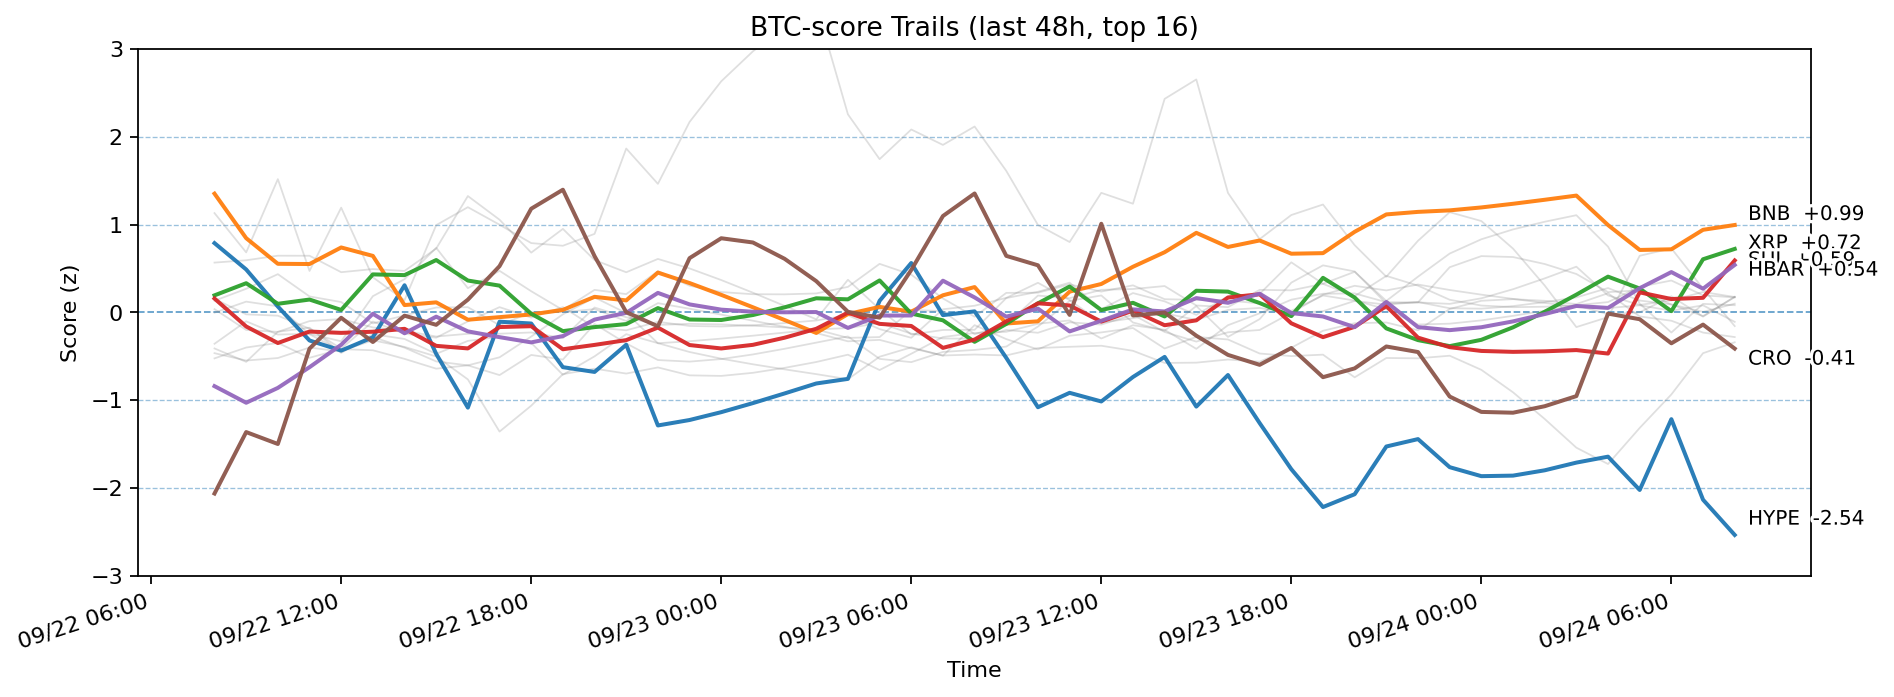 BTC-score Trails (last 48h, top 16)
Score (z)
3
2
1
0
−1
−2
−3
BNB +0.99
XRP +0.72
+0.59
HBAR +0.54
CRO -0.41
HYPE -2.54
09/22 06:00
09/22 12:00
09/22 18:00
09/23 00:00
09/23 06:00
09/23 12:00
09/23 18:00
09/24 00:00
09/24 06:00
Time